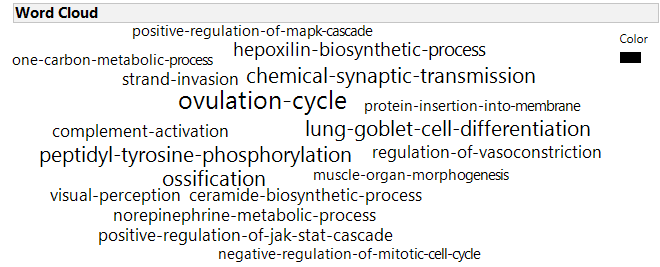 Word Cloud
positive-regulation-of-mapk-cascade
Color
hepoxilin-biosynthetic-process
one-carbon-metabolic-process
strand-invasion chemical-synaptic-transmission
ovulation-cycle protein-insertion-into-membrane
complement-activation lung-goblet-cell-differentiation
peptidyl-tyrosine-phosphorylation regulation-of-vasoconstriction
ossification muscle-organ-morphogenesis
visual-perception ceramide-biosynthetic-process
norepinephrine-metabolic-process
positive-regulation-of-jak-stat-cascade
negative-regulation-of-mitotic-cell-cycle